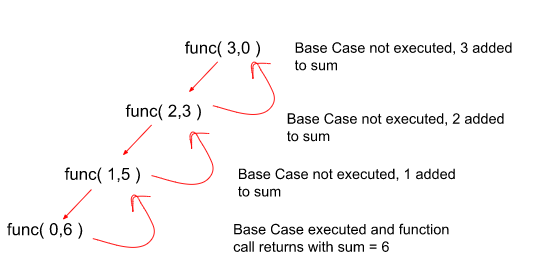 func( 3,0 )
Base Case not executed, 3 added
to sum
func( 2,3 )
Base Case not executed, 2 added
to sum
func( 1,5 )
Base Case not executed, 1 added
to sum
func( 0,6 )
Base Case executed and function
call returns with sum = 6